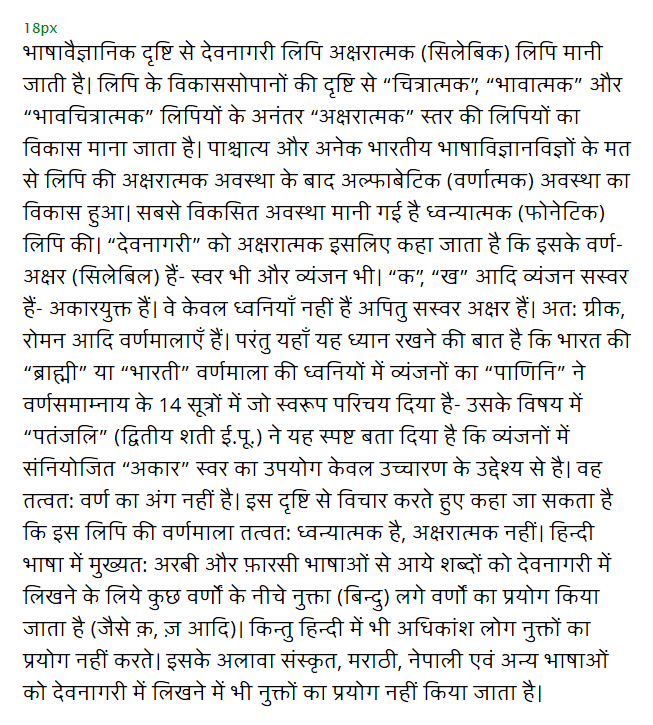 18px
भाषावैज्ञानिक दृष्टि से देवनागरी लिपि अक्षरात्मक (सिलेबिक) लिपि मानी
जाती है। लिपि के विकाससोपानों की दृष्टि से “चित्रात्मक”, “भावात्मक” और
“भावचित्रात्मक” लिपियों के अनंतर “अक्षरात्मक” स्तर की लिपियों का
विकास माना जाता है। पाश्चात्य और अनेक भारतीय भाषाविज्ञानविज्ञों के मत
से लिपि की अक्षरात्मक अवस्था के बाद अल्फाबेटिक (वर्णात्मक) अवस्था का
विकास हुआ। सबसे विकसित अवस्था मानी गई है ध्वन्यात्मक (फोनेटिक)
लिपि की। “देवनागरी” को अक्षरात्मक इसलिए कहा जाता है कि इसके वर्ण-
अक्षर (सिलेबिल) हैं- स्वर भी और व्यंजन भी। “क”, “ख” आदि व्यंजन सस्वर
हैं- अकारयुक्त हैं। वे केवल ध्वनियाँ नहीं हैं अपितु सस्वर अक्षर हैं। अत: ग्रीक,
रोमन आदि वर्णमालाएँ हैं। परंतु यहाँ यह ध्यान रखने की बात है कि भारत की
“ब्राह्मी” या “भारती” वर्णमाला की ध्वनियों में व्यंजनों का “पाणिनि” ने
वर्णसमाम्नाय के 14 सूत्रों में जो स्वरूप परिचय दिया है- उसके विषय में
“पतंजलि” (द्वितीय शती ई.पू.) ने यह स्पष्ट बता दिया है कि व्यंजनों में
संनियोजित “अकार” स्वर का उपयोग केवल उच्चारण के उद्देश्य से है। वह
तत्वत: वर्ण का अंग नहीं है। इस दृष्टि से विचार करते हुए कहा जा सकता है
कि इस लिपि की वर्णमाला तत्वत: ध्वन्यात्मक है, अक्षरात्मक नहीं। हिन्दी
भाषा में मुख्यत: अरबी और फ़ारसी भाषाओं से आये शब्दों को देवनागरी में
लिखने के लिये कुछ वर्णों के नीचे नुक्ता (बिन्दु) लगे वर्णों का प्रयोग किया
जाता है (जैसे क़, ज़ आदि)। किन्तु हिन्दी में भी अधिकांश लोग नुक्तों का
प्रयोग नहीं करते। इसके अलावा संस्कृत, मराठी, नेपाली एवं अन्य भाषाओं
को देवनागरी में लिखने में भी नुक्तों का प्रयोग नहीं किया जाता है।